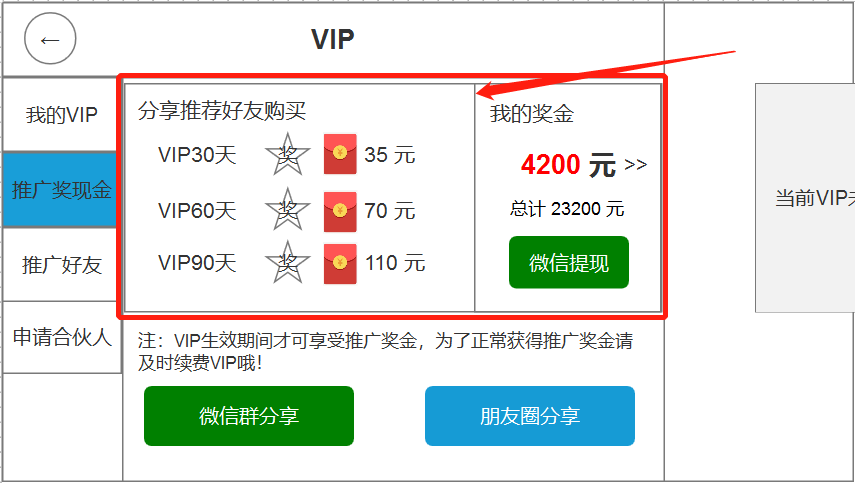 ←
VIP
我的VIP
推广奖现金
推广好友
申请合伙人
分享推荐好友购买
VIP30天 奖 ¥ 35 元
VIP60天 奖 ¥ 70 元
VIP90天 奖 ¥ 110 元
我的奖金
4200 元 >>
总计 23200 元
微信提现
注：VIP生效期间才可享受推广奖金，为了正常获得推广奖金请
及时续费VIP哦！
微信群分享
朋友圈分享
当前VIP